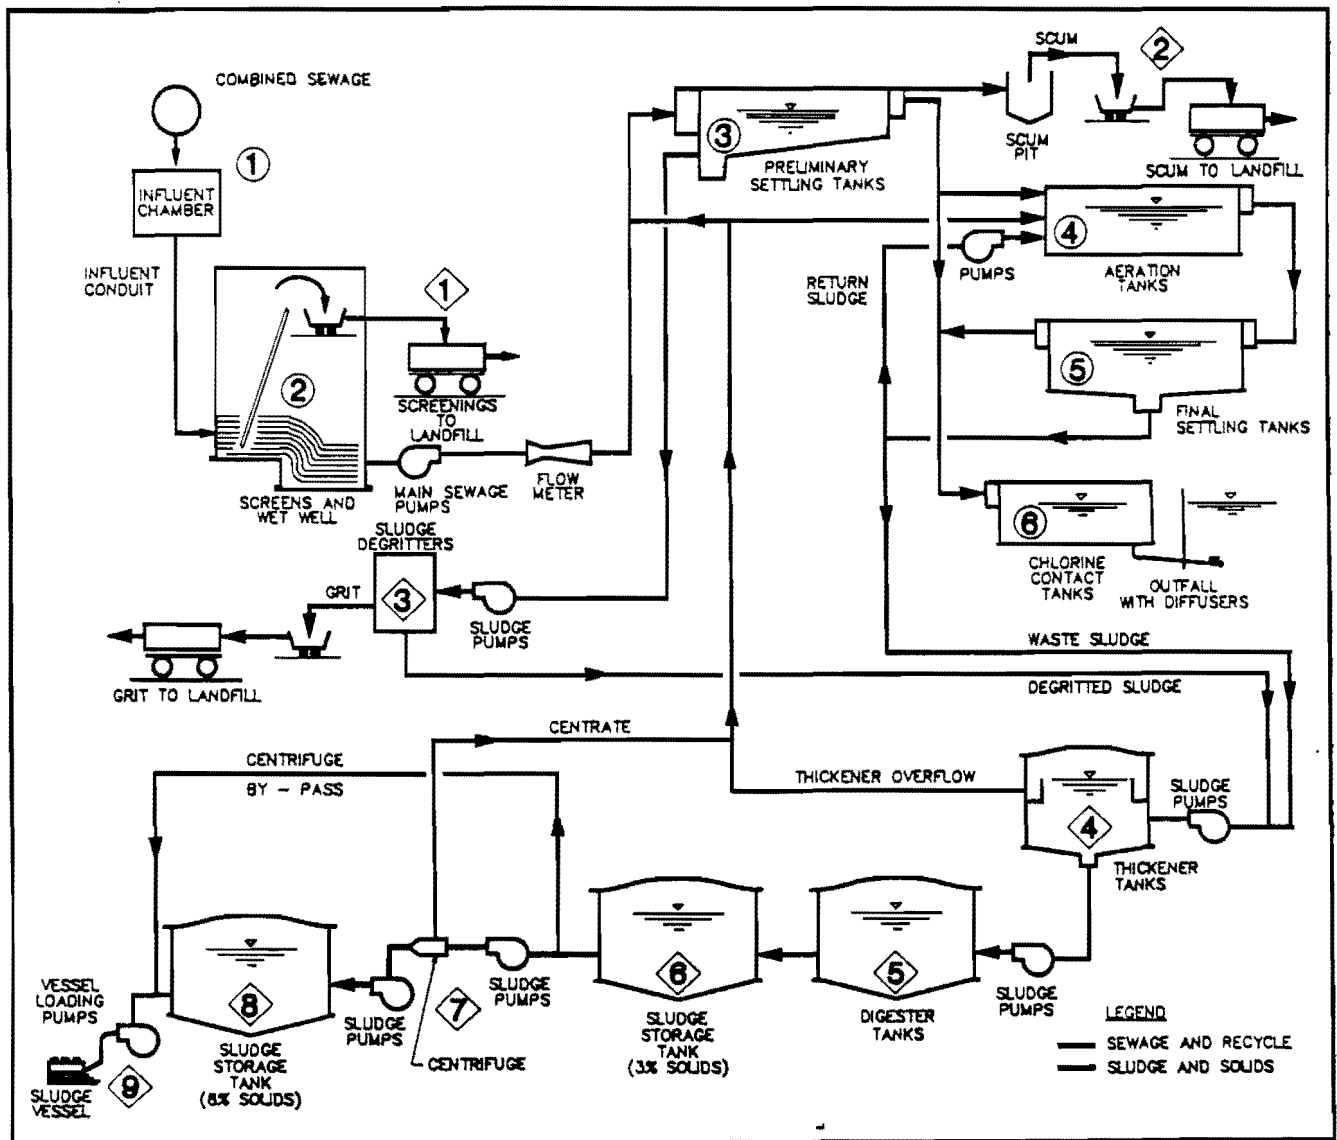 COMBINED SEWAGE
1
INFLUENT
CHAMBER
INFLUENT
CONDUIT
1
2
SCREENINGS
TO
LANDFILL
SCREENS AND
WET WELL
MAIN SEWAGE
PUMPS
FLOW
METER
3
PRELIMINARY
SETTLING TANKS
SCUM
2
SCUM
PIT
SCUM TO LANDFILL
4
PUMPS
AERATION
TANKS
RETURN
SLUDGE
5
FINAL
SETTLING TANKS
6
CHLORINE
CONTACT
TANKS
OUTFALL
WITH DIFFUSERS
SLUDGE
DEGRITTERS
3
GRIT
SLUDGE
PUMPS
GRIT TO LANDFILL
WASTE SLUDGE
DEGRITTED SLUDGE
CENTRATE
CENTRIFUGE
BY - PASS
THICKENER OVERFLOW
SLUDGE
PUMPS
4
THICKENER
TANKS
SLUDGE
PUMPS
5
DIGESTER
TANKS
6
SLUDGE
STORAGE
TANK
(3% SOLIDS)
SLUDGE
PUMPS
7
CENTRIFUGE
SLUDGE
PUMPS
8
SLUDGE
STORAGE
TANK
(8% SOLIDS)
VESSEL
LOADING
PUMPS
9
SLUDGE
VESSEL
LEGEND
SEWAGE AND RECYCLE
SLUDGE AND SOLIDS